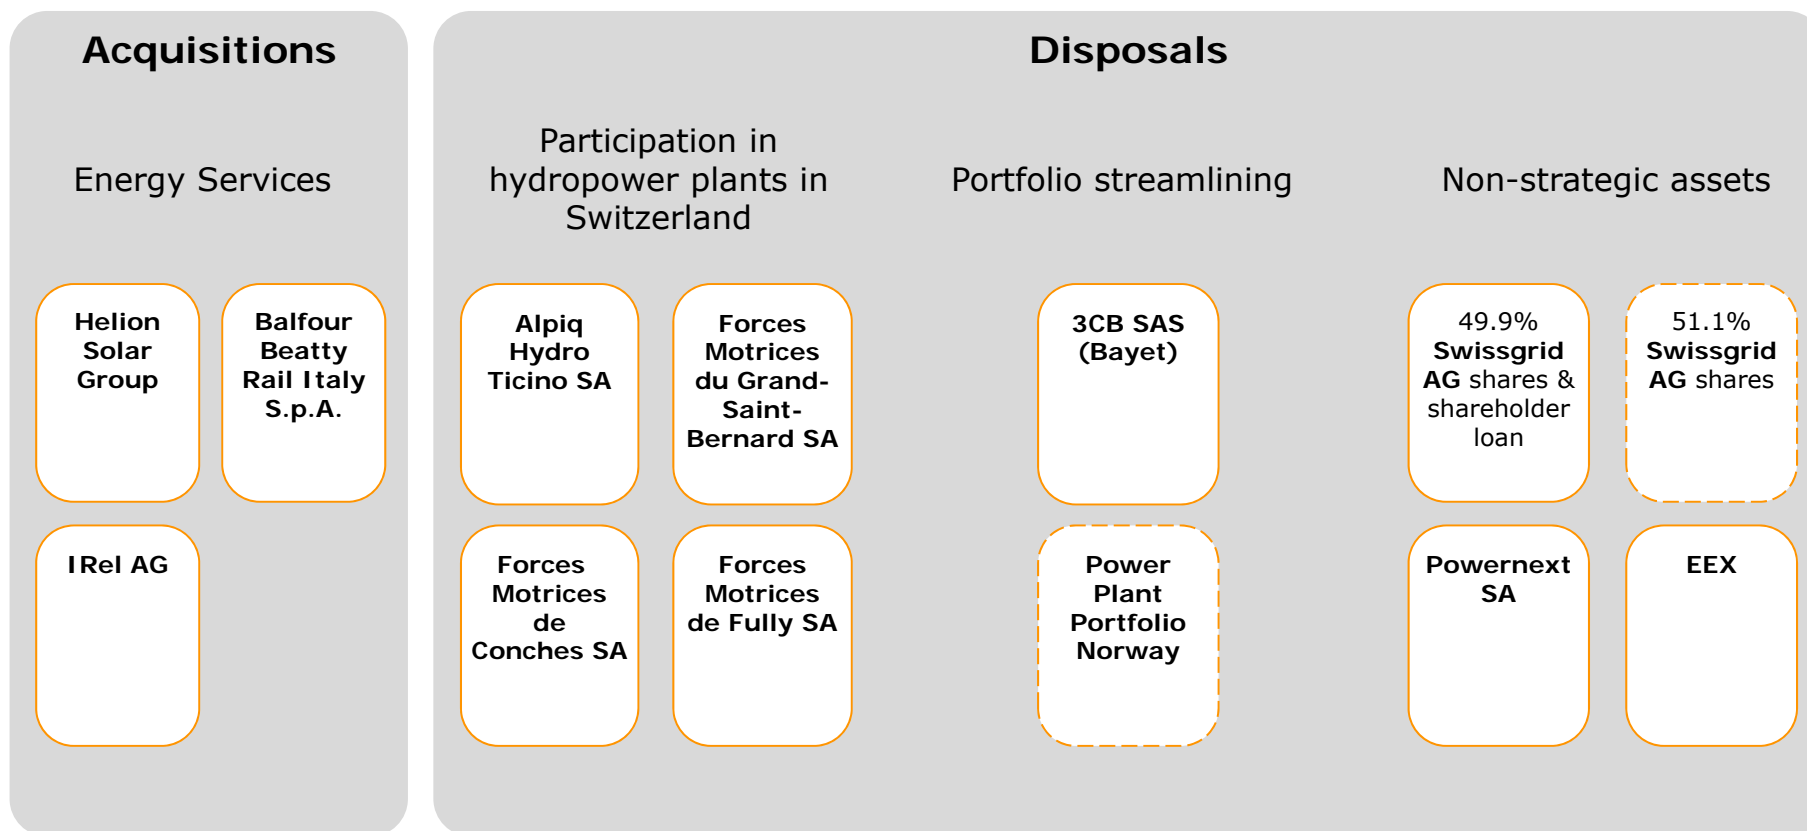 Acquisitions
Energy Services
Helion
Solar
Group
Balfour
Beatty
Rail Italy
S.p.A.
IRel AG
Disposals
Participation in
hydropower plants in
Switzerland
Alpiq
Hydro
Ticino SA
Forces
Motrices
du Grand-
Saint-
Bernard SA
Forces
Motrices
de
Conches SA
Forces
Motrices
de Fully SA
Portfolio streamlining
3CB SAS
(Bayet)
Power
Plant
Portfolio
Norway
Non-strategic assets
49.9%
Swissgrid
AG shares &
shareholder
loan
51.1%
Swissgrid
AG shares
Powernext
SA
EEX